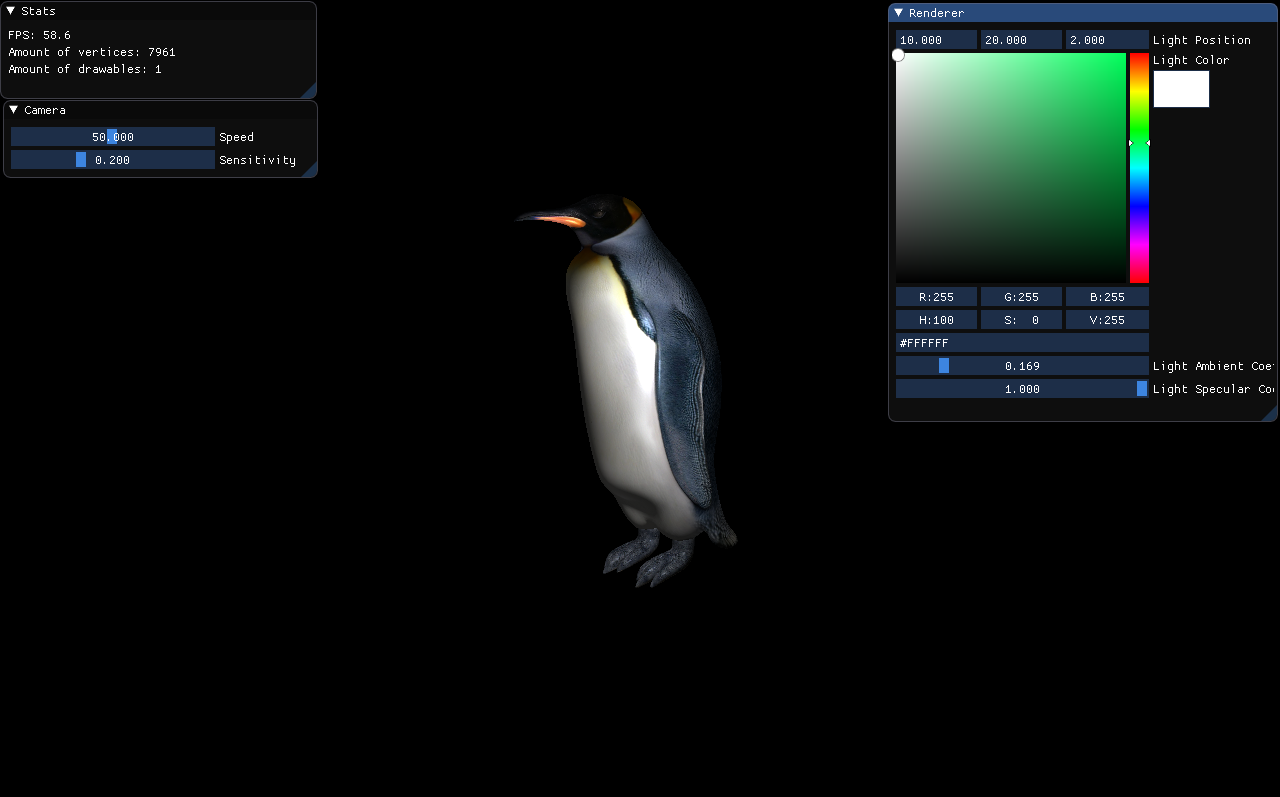 Stats
FPS: 58.6
Amount of vertices: 7961
Amount of drawables: 1
Camera
50.000 Speed
0.200 Sensitivity
Renderer
10.000 20.000 2.000 Light Position
Light Color
R:255 G:255 B:255
H:100 S: 0 V:255
#FFFFFF
0.169 Light Ambient Coe
1.000 Light Specular Co